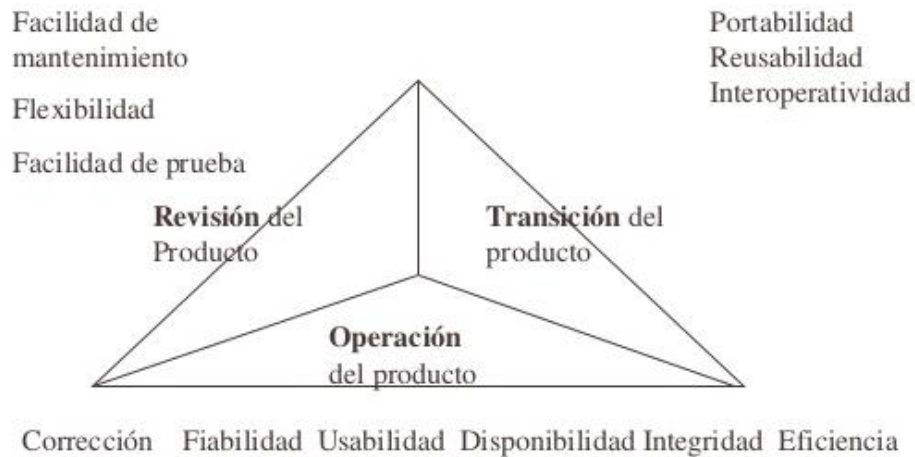 Facilidad de
mantenimiento
Flexibilidad
Facilidad de prueba
Portabilidad
Reusabilidad
Interoperatividad
Revisión del
Producto
Transición del
producto
Operación
del producto
Corrección Fiabilidad Usabilidad Disponibilidad Integridad Eficiencia